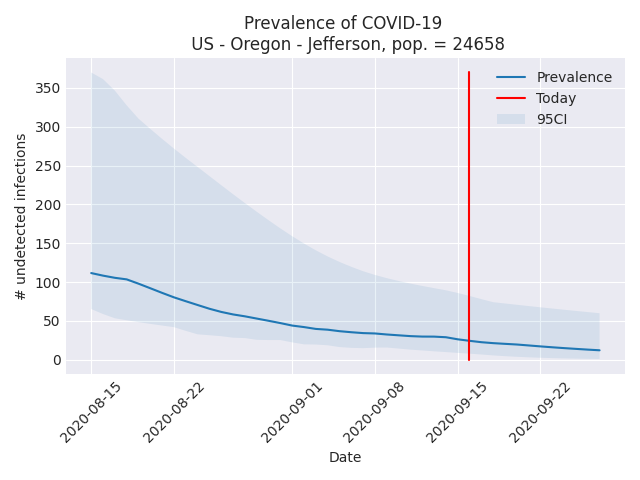 Prevalence of COVID-19
US - Oregon - Jefferson, pop. = 24658
Prevalence
Today
95CI
350
300
250
200
150
100
50
0
# undetected infections
2020-08-15
2020-08-22
2020-09-01
2020-09-08
2020-09-15
2020-09-22
Date